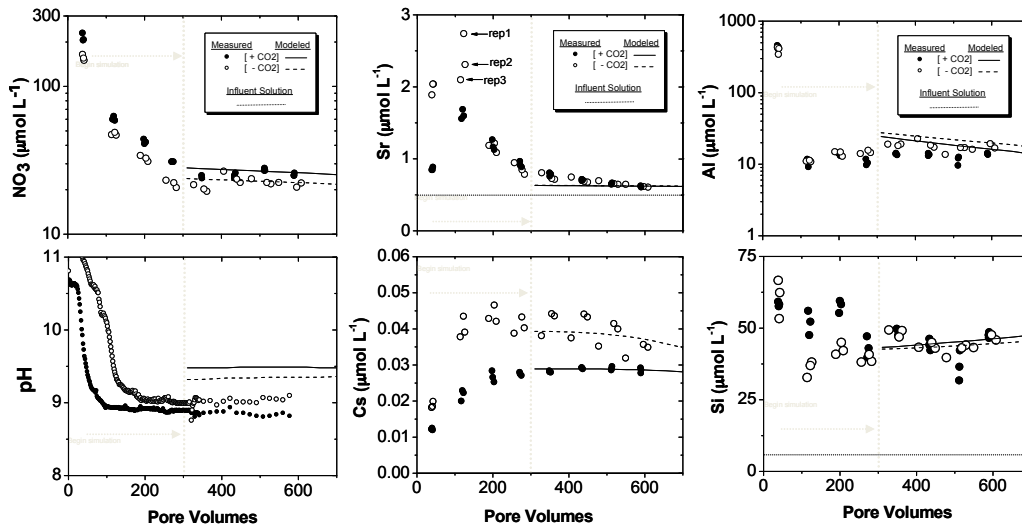 NO3 (µmol L-1)
100
10
Measured Modeled
[ + CO2]
[ - CO2]
Influent Solution
begin simulation
Sr (µmol L-1)
3
2
1
0
rep1
rep2
rep3
Measured Modeled
[ + CO2]
[ - CO2]
Influent Solution
begin simulation
Al (µmol L-1)
1000
100
10
1
Measured Modeled
[ + CO2]
[ - CO2]
Influent Solution
begin simulation
pH
11
10
9
8
begin simulation
0 200 400 600
Pore Volumes
Cs (µmol L-1)
0.06
0.05
0.04
0.03
0.02
0.01
0.00
begin simulation
0 200 400 600
Pore Volumes
Si (µmol L-1)
75
50
25
0
begin simulation
0 200 400 600
Pore Volumes